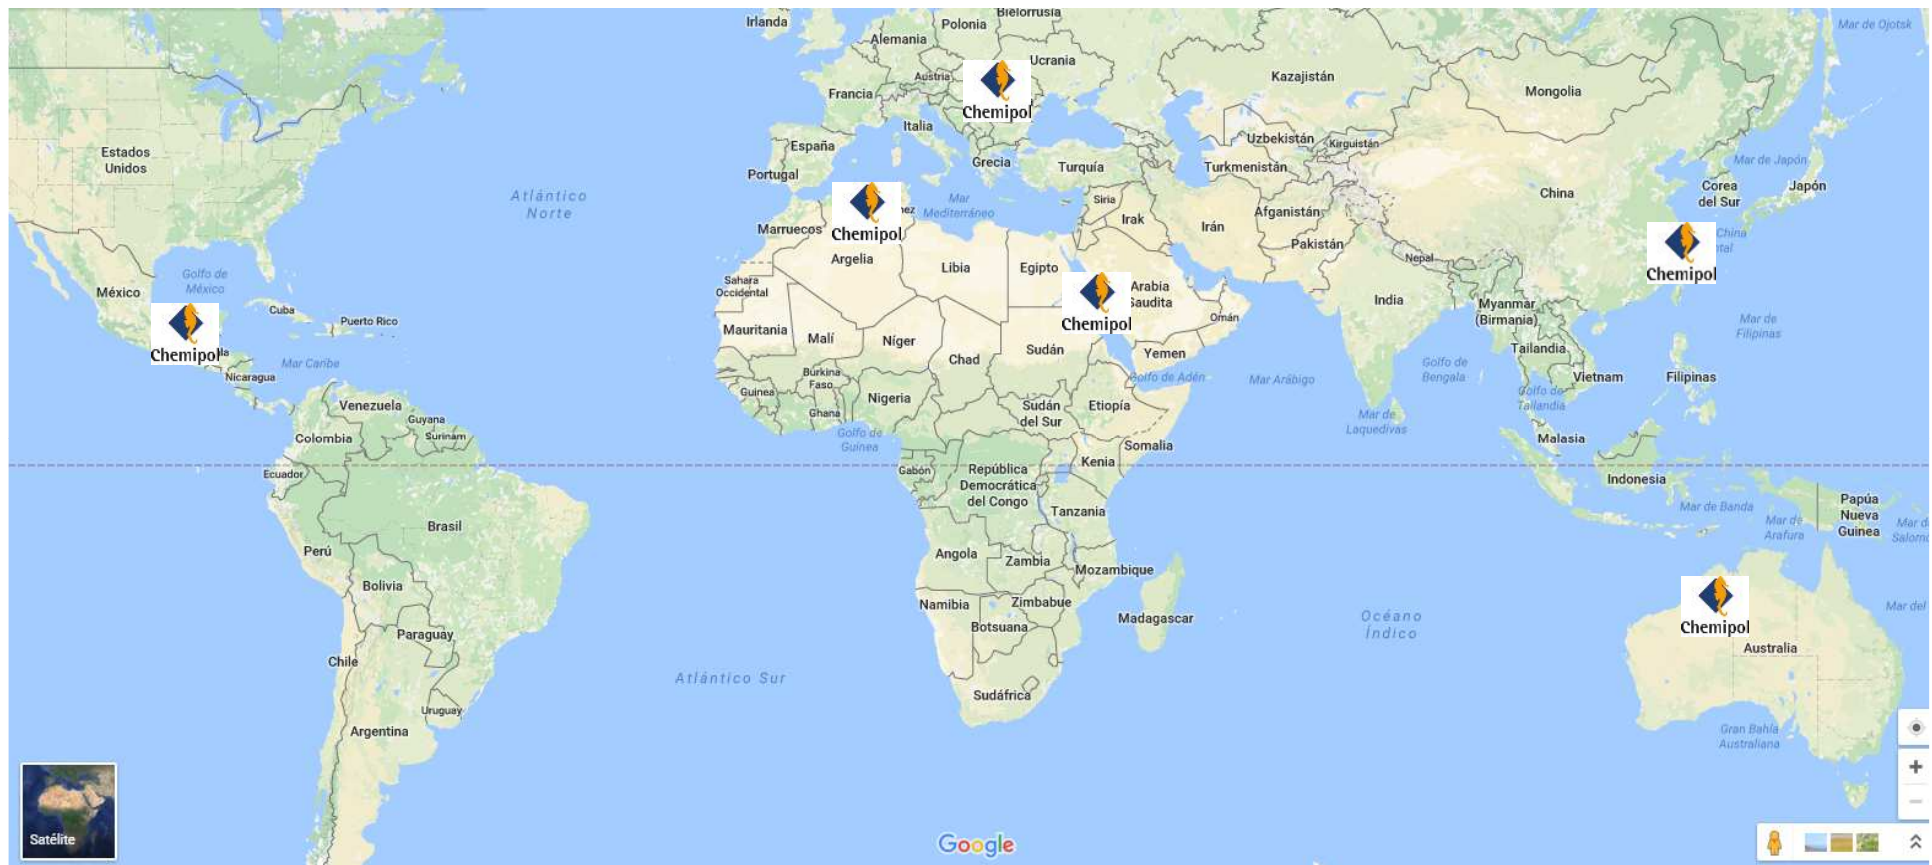 Irlanda
Polonia
Bielorrusia
Mar de Ojotsk
Alemania
Ucrania
Austria
Kazajistán
Francia
Mongolia
Chemipol
Italia
Uzbekistán
Kirguistán
Estados
Unidos
España
Grecia
Turquía
Turkmenistán
Mar de Japón
Portugal
China
Corea
del Sur
Japón
Atlántico
Norte
Mar
Mediterráneo
Siria
Irak
Afganistán
Irán
Marruecos
Chemipol
Pakistán
China
Argelia
Libia
Egipto
Nepal
Chemipol
Golfo de
México
México
Sahara
Occidental
Arabia
Saudita
India
Myanmar
(Birmania)
Cuba
Puerto Rico
Omán
Mar de
Filipinas
Chemipol
Mauritania
Malí
Níger
Chad
Sudán
Chemipol
Yemen
Tailandia
Mar Caribe
Nicaragua
Burkina
Faso
Golfo de Adén
Mar Arábigo
Golfo de
Bengala
Vietnam
Filipinas
Guinea
Nigeria
Golfo de
Tailandia
Venezuela
Guyana
Surinam
Ghana
Sudán
del Sur
Etiopía
Mar de
Laquedivas
Colombia
Golfo de
Guinea
Somalia
Malasia
Ecuador
Gabón
República
Democrática
del Congo
Kenia
Indonesia
Tanzania
Mar de Banda
Papúa
Nueva
Guinea
Mar de
Arafura
Brasil
Perú
Angola
Zambia
Mozambique
Bolivia
Namibia
Zimbabue
Botsuana
Madagascar
Océano
Índico
Mar del
Chemipol
Paraguay
Australia
Chile
Atlántico Sur
Sudáfrica
Uruguay
Argentina
Gran Bahía
Australiana
Satélite
Google